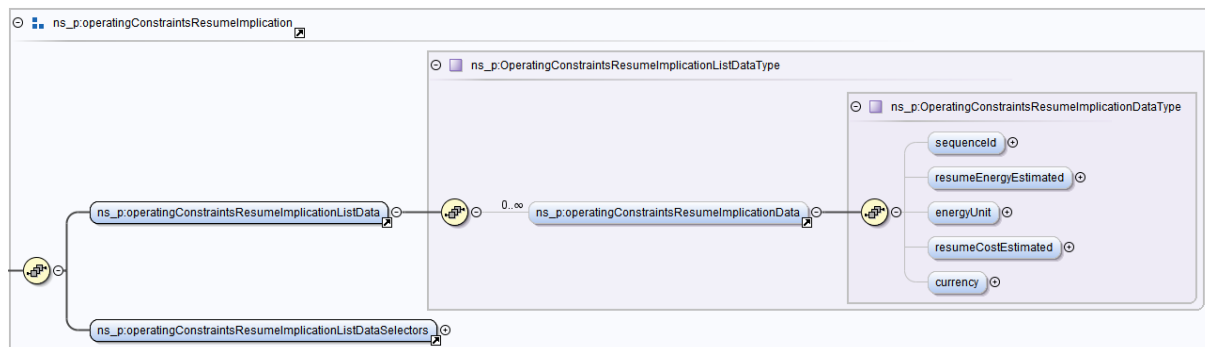 ns_p:operatingConstraintsResumeImplication
ns_p:OperatingConstraintsResumeImplicationListDataType
ns_p:OperatingConstraintsResumeImplicationDataType
sequenceId
resumeEnergyEstimated
ns_p:operatingConstraintsResumeImplicationListData
0..∞
ns_p:operatingConstraintsResumeImplicationData
energyUnit
resumeCostEstimated
currency
ns_p:operatingConstraintsResumeImplicationListDataSelectors